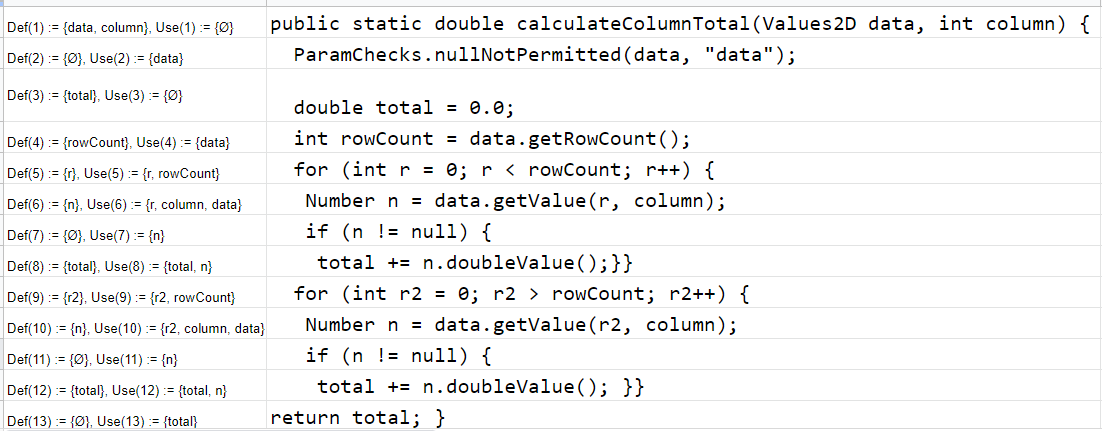 Def(1) := {data, column}, Use(1) := {Ø} public static double calculateColumnTotal(Values2D data, int column) {
Def(2) := {Ø}, Use(2) := {data} ParamChecks.nullNotPermitted(data, "data");
Def(3) := {total}, Use(3) := {Ø} double total = 0.0;
Def(4) := {rowCount}, Use(4) := {data} int rowCount = data.getRowCount();
Def(5) := {r}, Use(5) := {r, rowCount} for (int r = 0; r < rowCount; r++) {
Def(6) := {n}, Use(6) := {r, column, data} Number n = data.getValue(r, column);
Def(7) := {Ø}, Use(7) := {n} if (n != null) {
Def(8) := {total}, Use(8) := {total, n} total += n.doubleValue();}}
Def(9) := {r2}, Use(9) := {r2, rowCount} for (int r2 = 0; r2 > rowCount; r2++) {
Def(10) := {n}, Use(10) := {r2, column, data} Number n = data.getValue(r2, column);
Def(11) := {Ø}, Use(11) := {n} if (n != null) {
Def(12) := {total}, Use(12) := {total, n} total += n.doubleValue(); }}
Def(13) := {Ø}, Use(13) := {total} return total; }